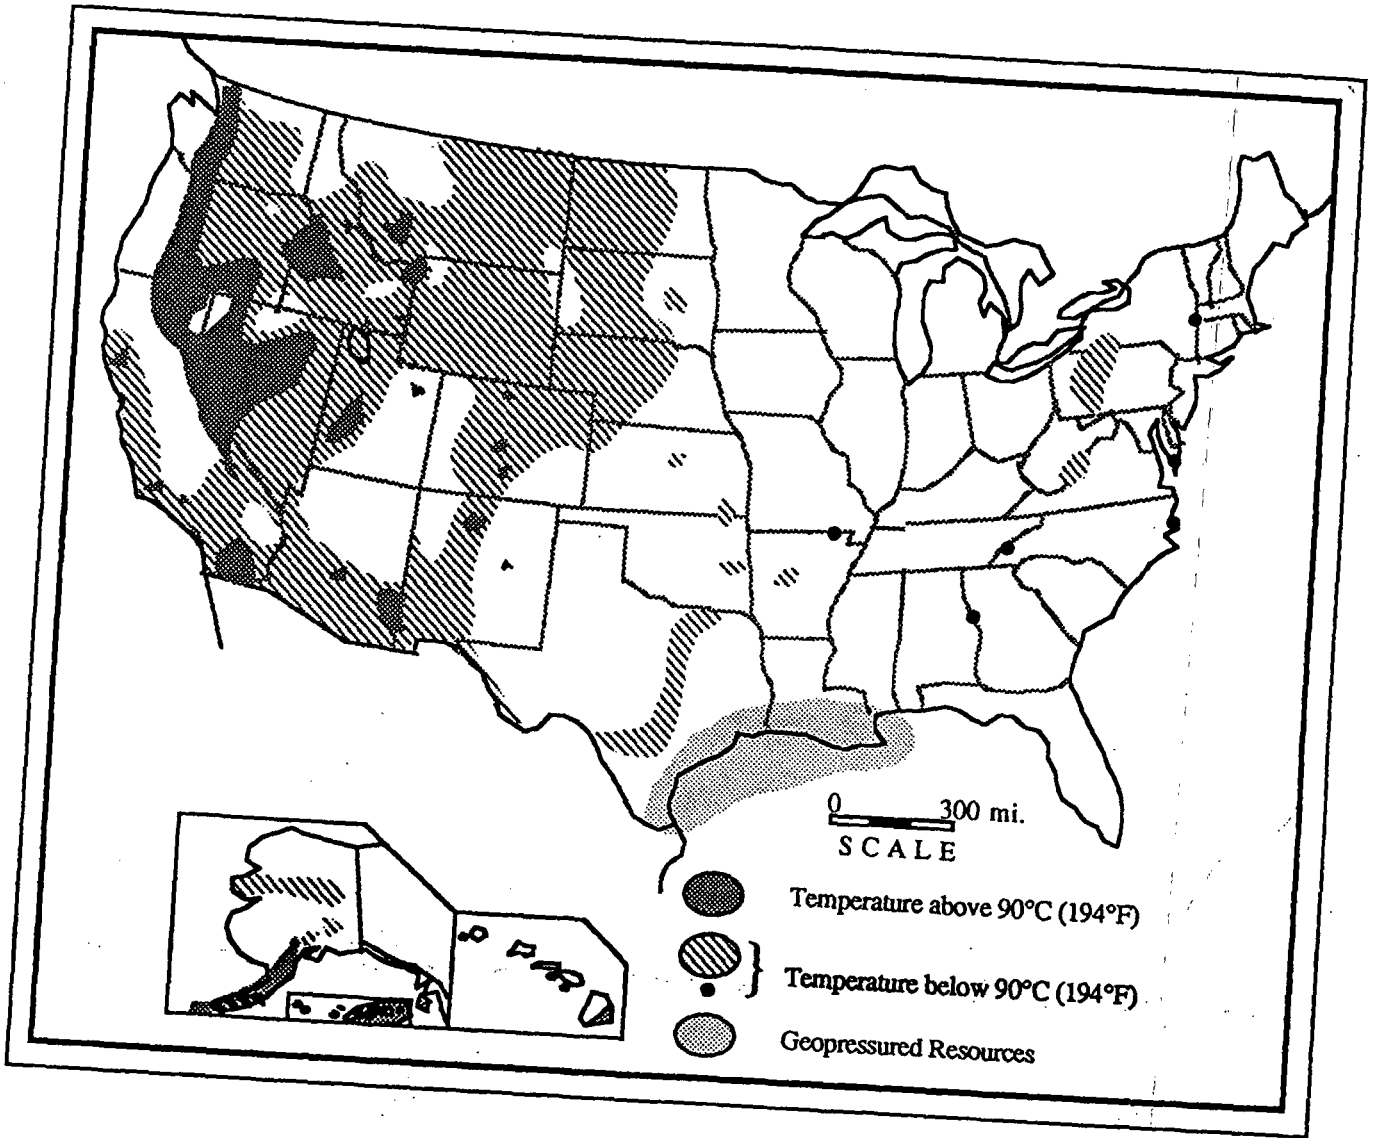 0 300 mi.
SCALE
Temperature above 90°C (194°F)
Temperature below 90°C (194°F)
Geopressured Resources